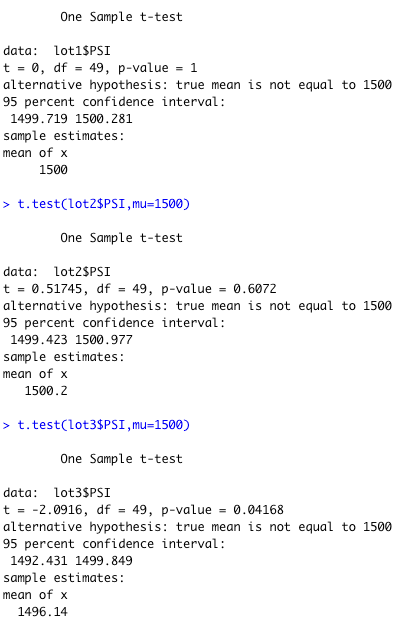 One Sample t-test
data:  lot1$PSI
t = 0, df = 49, p-value = 1
alternative hypothesis: true mean is not equal to 1500
95 percent confidence interval:
 1499.719 1500.281
sample estimates:
mean of x
     1500
> t.test(lot2$PSI,mu=1500)
One Sample t-test
data:  lot2$PSI
t = 0.51745, df = 49, p-value = 0.6072
alternative hypothesis: true mean is not equal to 1500
95 percent confidence interval:
 1499.423 1500.977
sample estimates:
mean of x
   1500.2
> t.test(lot3$PSI,mu=1500)
One Sample t-test
data:  lot3$PSI
t = -2.0916, df = 49, p-value = 0.04168
alternative hypothesis: true mean is not equal to 1500
95 percent confidence interval:
 1492.431 1499.849
sample estimates:
mean of x
  1496.14